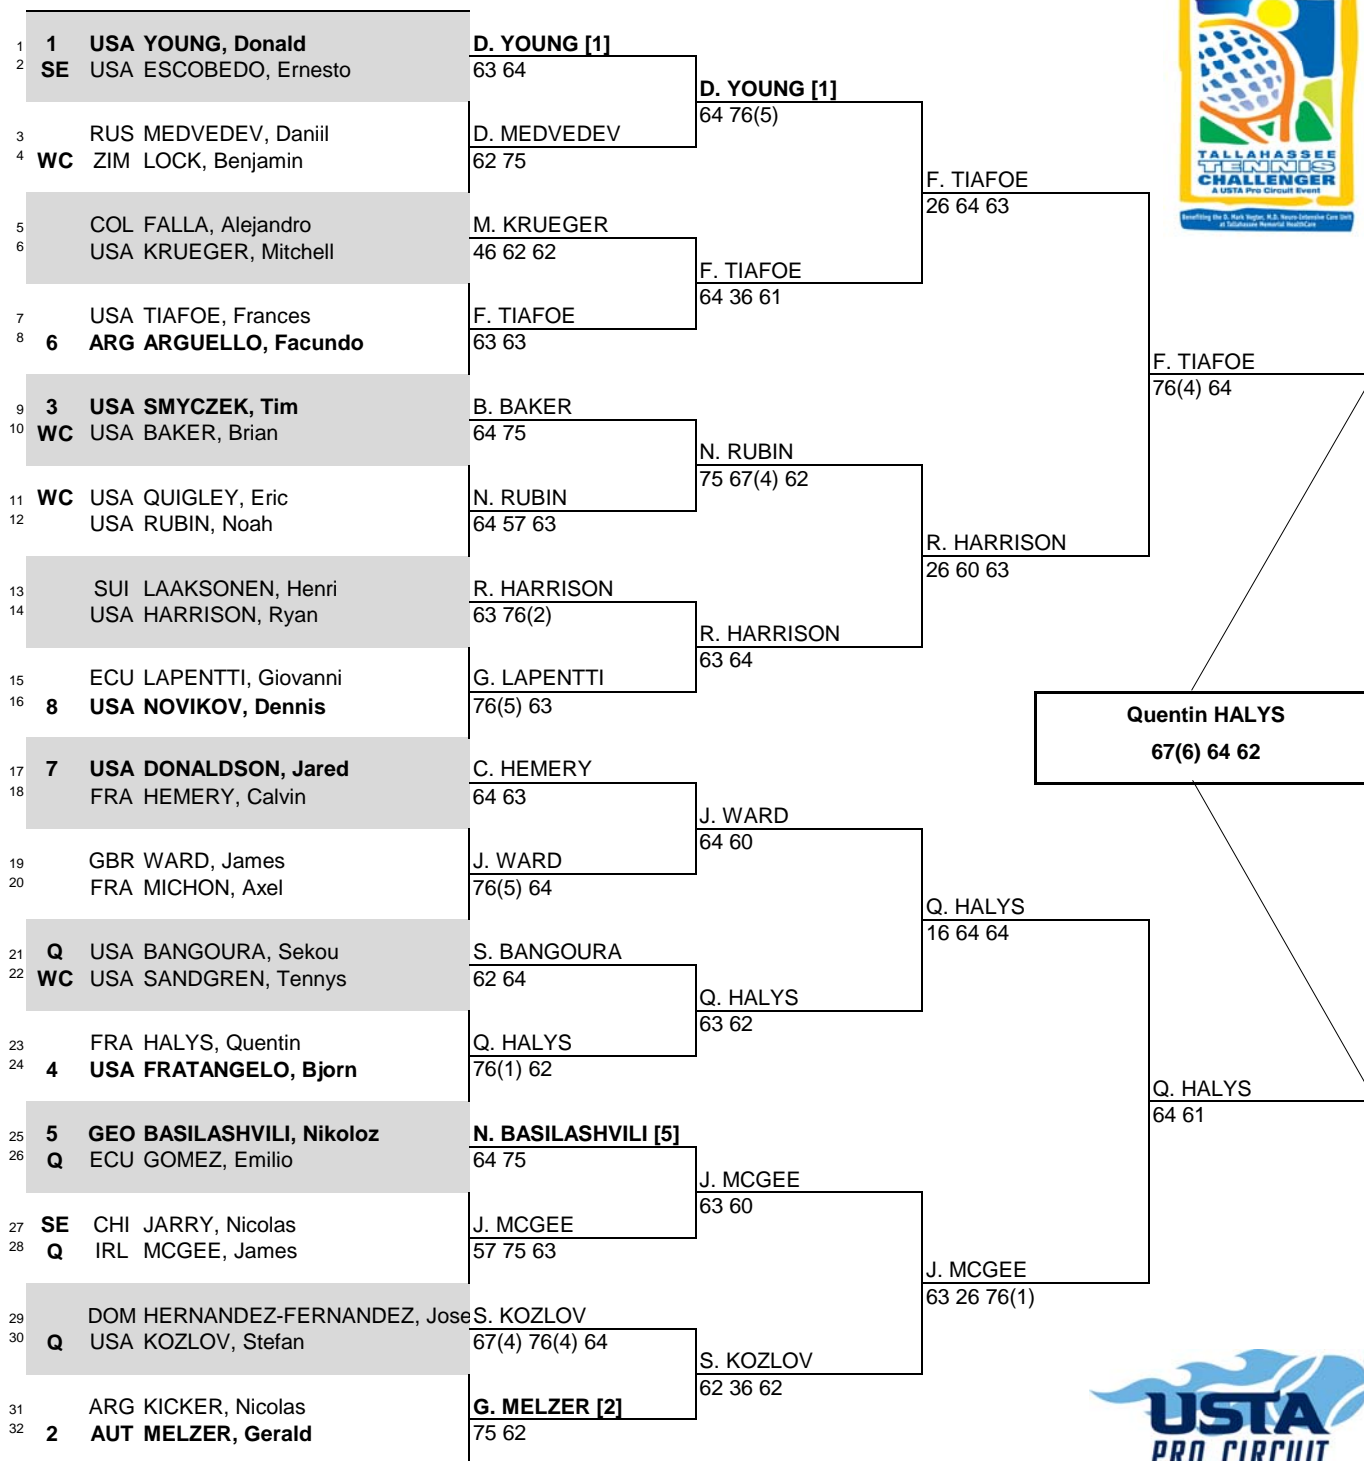 1 1 USA YOUNG, Donald
2 SE USA ESCOBEDO, Ernesto
3 RUS MEDVEDEV, Daniil
4 WC ZIM LOCK, Benjamin
5 COL FALLA, Alejandro
6 USA KRUEGER, Mitchell
7 USA TIAFOE, Frances
8 6 ARG ARGUELLO, Facundo
9 3 USA SMYCZEK, Tim
10 WC USA BAKER, Brian
11 WC USA QUIGLEY, Eric
12 USA RUBIN, Noah
13 SUI LAAKSONEN, Henri
14 USA HARRISON, Ryan
15 ECU LAPENTTI, Giovanni
16 8 USA NOVIKOV, Dennis
17 7 USA DONALDSON, Jared
18 FRA HEMERY, Calvin
19 GBR WARD, James
20 FRA MICHON, Axel
21 Q USA BANGOURA, Sekou
22 WC USA SANDGREN, Tennys
23 FRA HALYS, Quentin
24 4 USA FRATANGELO, Bjorn
25 5 GEO BASILASHVILI, Nikoloz
26 Q ECU GOMEZ, Emilio
27 SE CHI JARRY, Nicolas
28 Q IRL MCGEE, James
29 DOM HERNANDEZ-FERNANDEZ, Jose
30 Q USA KOZLOV, Stefan
31 ARG KICKER, Nicolas
32 2 AUT MELZER, Gerald
D. YOUNG [1]
63 64
D. MEDVEDEV
62 75
M. KRUEGER
46 62 62
F. TIAFOE
63 63
B. BAKER
64 75
N. RUBIN
64 57 63
R. HARRISON
63 76(2)
G. LAPENTTI
76(5) 63
C. HEMERY
64 63
J. WARD
76(5) 64
S. BANGOURA
62 64
Q. HALYS
76(1) 62
N. BASILASHVILI [5]
64 75
J. MCGEE
57 75 63
S. KOZLOV
67(4) 76(4) 64
G. MELZER [2]
75 62
D. YOUNG [1]
64 76(5)
F. TIAFOE
64 36 61
N. RUBIN
75 67(4) 62
R. HARRISON
63 64
J. WARD
64 60
Q. HALYS
63 62
J. MCGEE
63 60
S. KOZLOV
62 36 62
F. TIAFOE
26 64 63
R. HARRISON
26 60 63
Q. HALYS
16 64 64
J. MCGEE
63 26 76(1)
F. TIAFOE
76(4) 64
Q. HALYS
64 61
Quentin HALYS
67(6) 64 62
TALLAHASSEE
TENNIS
CHALLENGER
A USTA Pro Circuit Event
Benefiting the D. Mark Vogter, M.D. Neuro-Intensive Care Unit
at Tallahassee Memorial HealthCare
USTA
PRO CIRCUIT